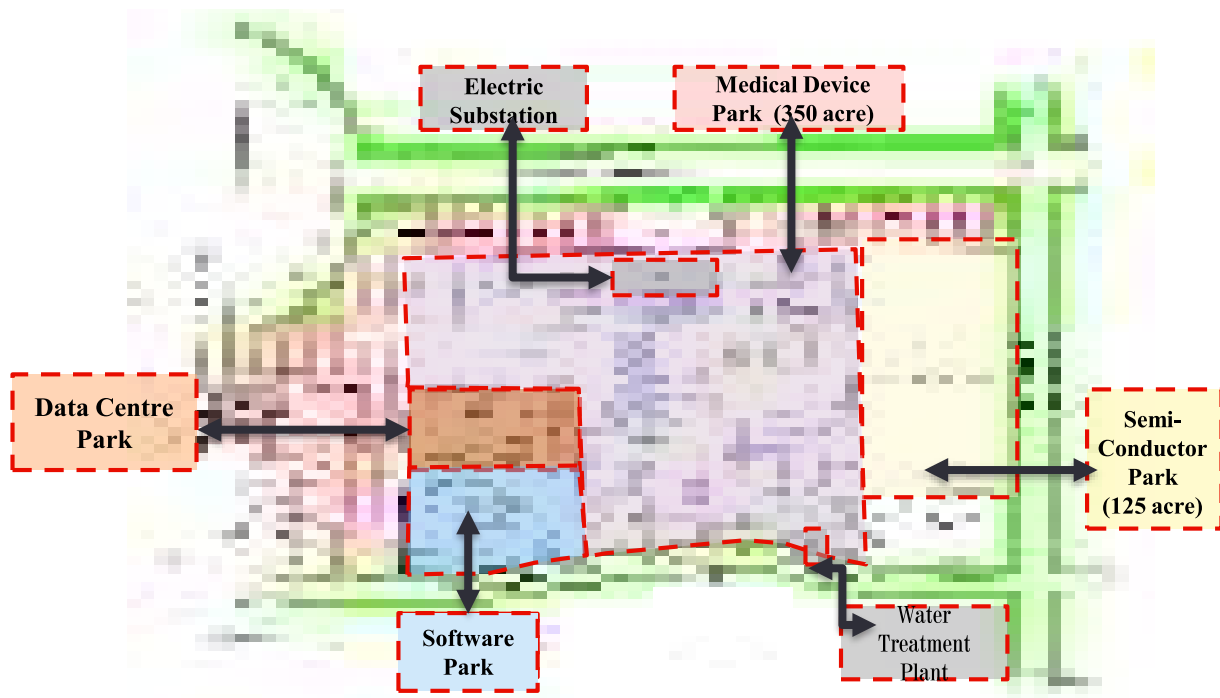 Electric
Substation
Medical Device
Park (350 acre)
Data Centre
Park
Semi-
Conductor
Park
(125 acre)
Software
Park
Water
Treatment
Plant